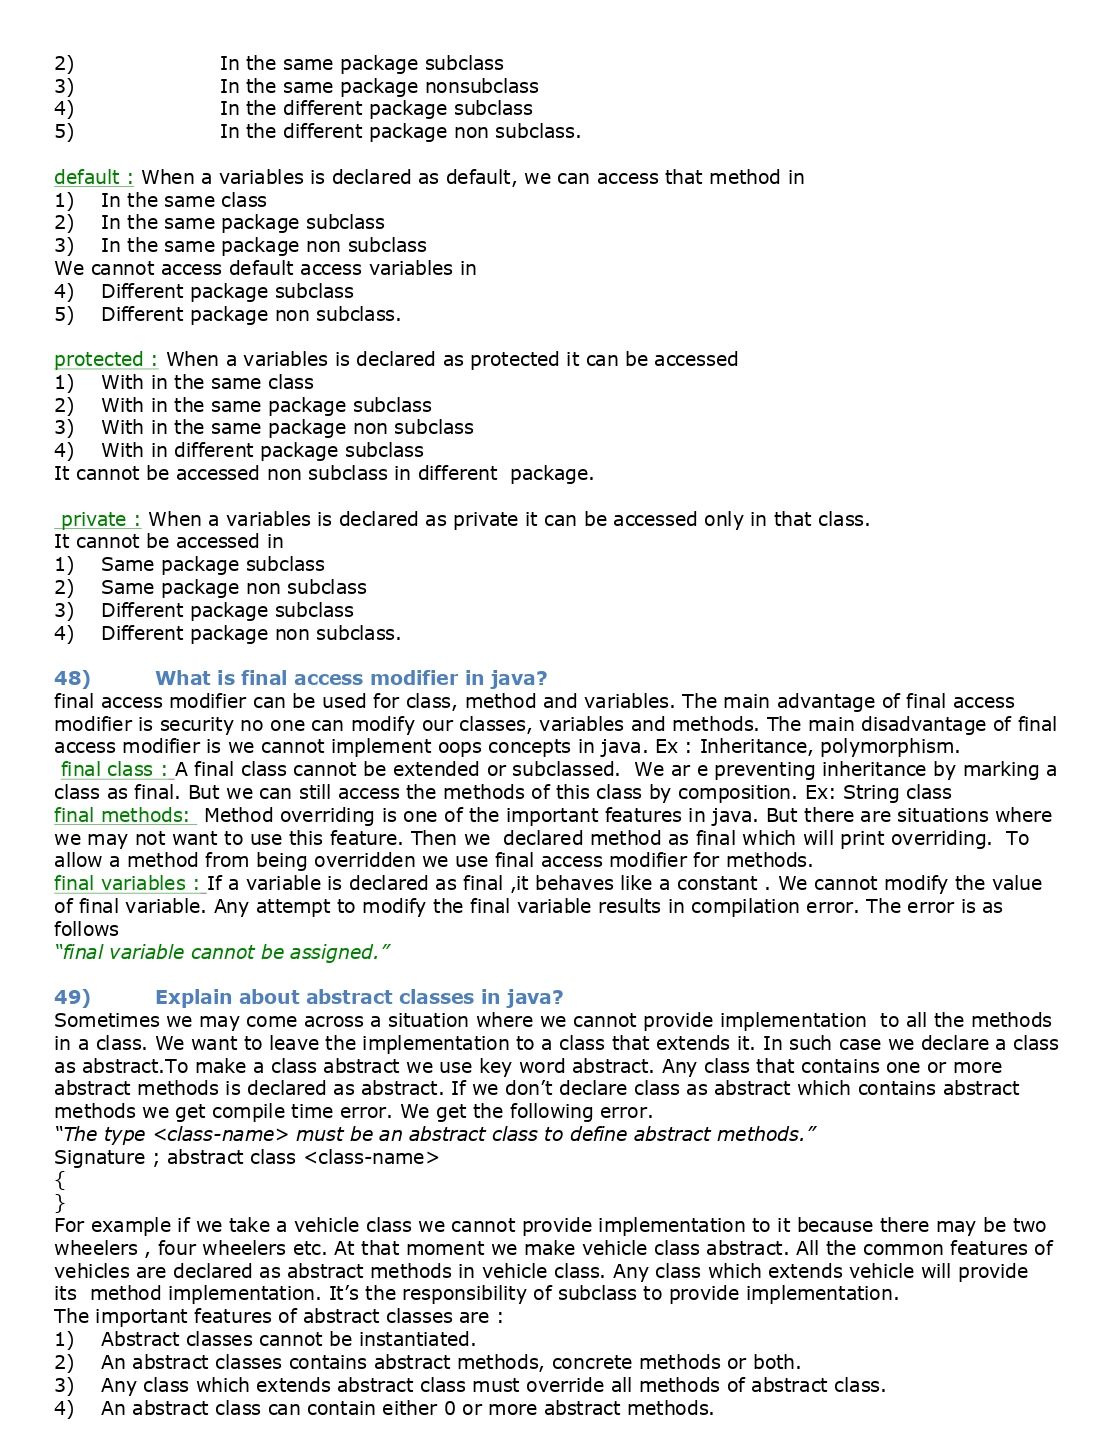 2) In the same package subclass
3) In the same package nonsubclass
4) In the different package subclass
5) In the different package non subclass.
default : When a variables is declared as default, we can access that method in
1) In the same class
2) In the same package subclass
3) In the same package non subclass
We cannot access default access variables in
4) Different package subclass
5) Different package non subclass.
protected : When a variables is declared as protected it can be accessed
1) With in the same class
2) With in the same package subclass
3) With in the same package non subclass
4) With in different package subclass
It cannot be accessed non subclass in different package.
private : When a variables is declared as private it can be accessed only in that class.
It cannot be accessed in
1) Same package subclass
2) Same package non subclass
3) Different package subclass
4) Different package non subclass.
48) What is final access modifier in java?
final access modifier can be used for class, method and variables. The main advantage of final access
modifier is security no one can modify our classes, variables and methods. The main disadvantage of final
access modifier is we cannot implement oops concepts in java. Ex : Inheritance, polymorphism.
final class : A final class cannot be extended or subclassed. We ar e preventing inheritance by marking a
class as final. But we can still access the methods of this class by composition. Ex: String class
final methods: Method overriding is one of the important features in java. But there are situations where
we may not want to use this feature. Then we declared method as final which will print overriding. To
allow a method from being overridden we use final access modifier for methods.
final variables : If a variable is declared as final ,it behaves like a constant . We cannot modify the value
of final variable. Any attempt to modify the final variable results in compilation error. The error is as
follows
“final variable cannot be assigned.”
49) Explain about abstract classes in java?
Sometimes we may come across a situation where we cannot provide implementation to all the methods
in a class. We want to leave the implementation to a class that extends it. In such case we declare a class
as abstract.To make a class abstract we use key word abstract. Any class that contains one or more
abstract methods is declared as abstract. If we don’t declare class as abstract which contains abstract
methods we get compile time error. We get the following error.
“The type <class-name> must be an abstract class to define abstract methods.”
Signature ; abstract class <class-name>
{
}
For example if we take a vehicle class we cannot provide implementation to it because there may be two
wheelers , four wheelers etc. At that moment we make vehicle class abstract. All the common features of
vehicles are declared as abstract methods in vehicle class. Any class which extends vehicle will provide
its method implementation. It’s the responsibility of subclass to provide implementation.
The important features of abstract classes are :
1) Abstract classes cannot be instantiated.
2) An abstract classes contains abstract methods, concrete methods or both.
3) Any class which extends abstract class must override all methods of abstract class.
4) An abstract class can contain either 0 or more abstract methods.